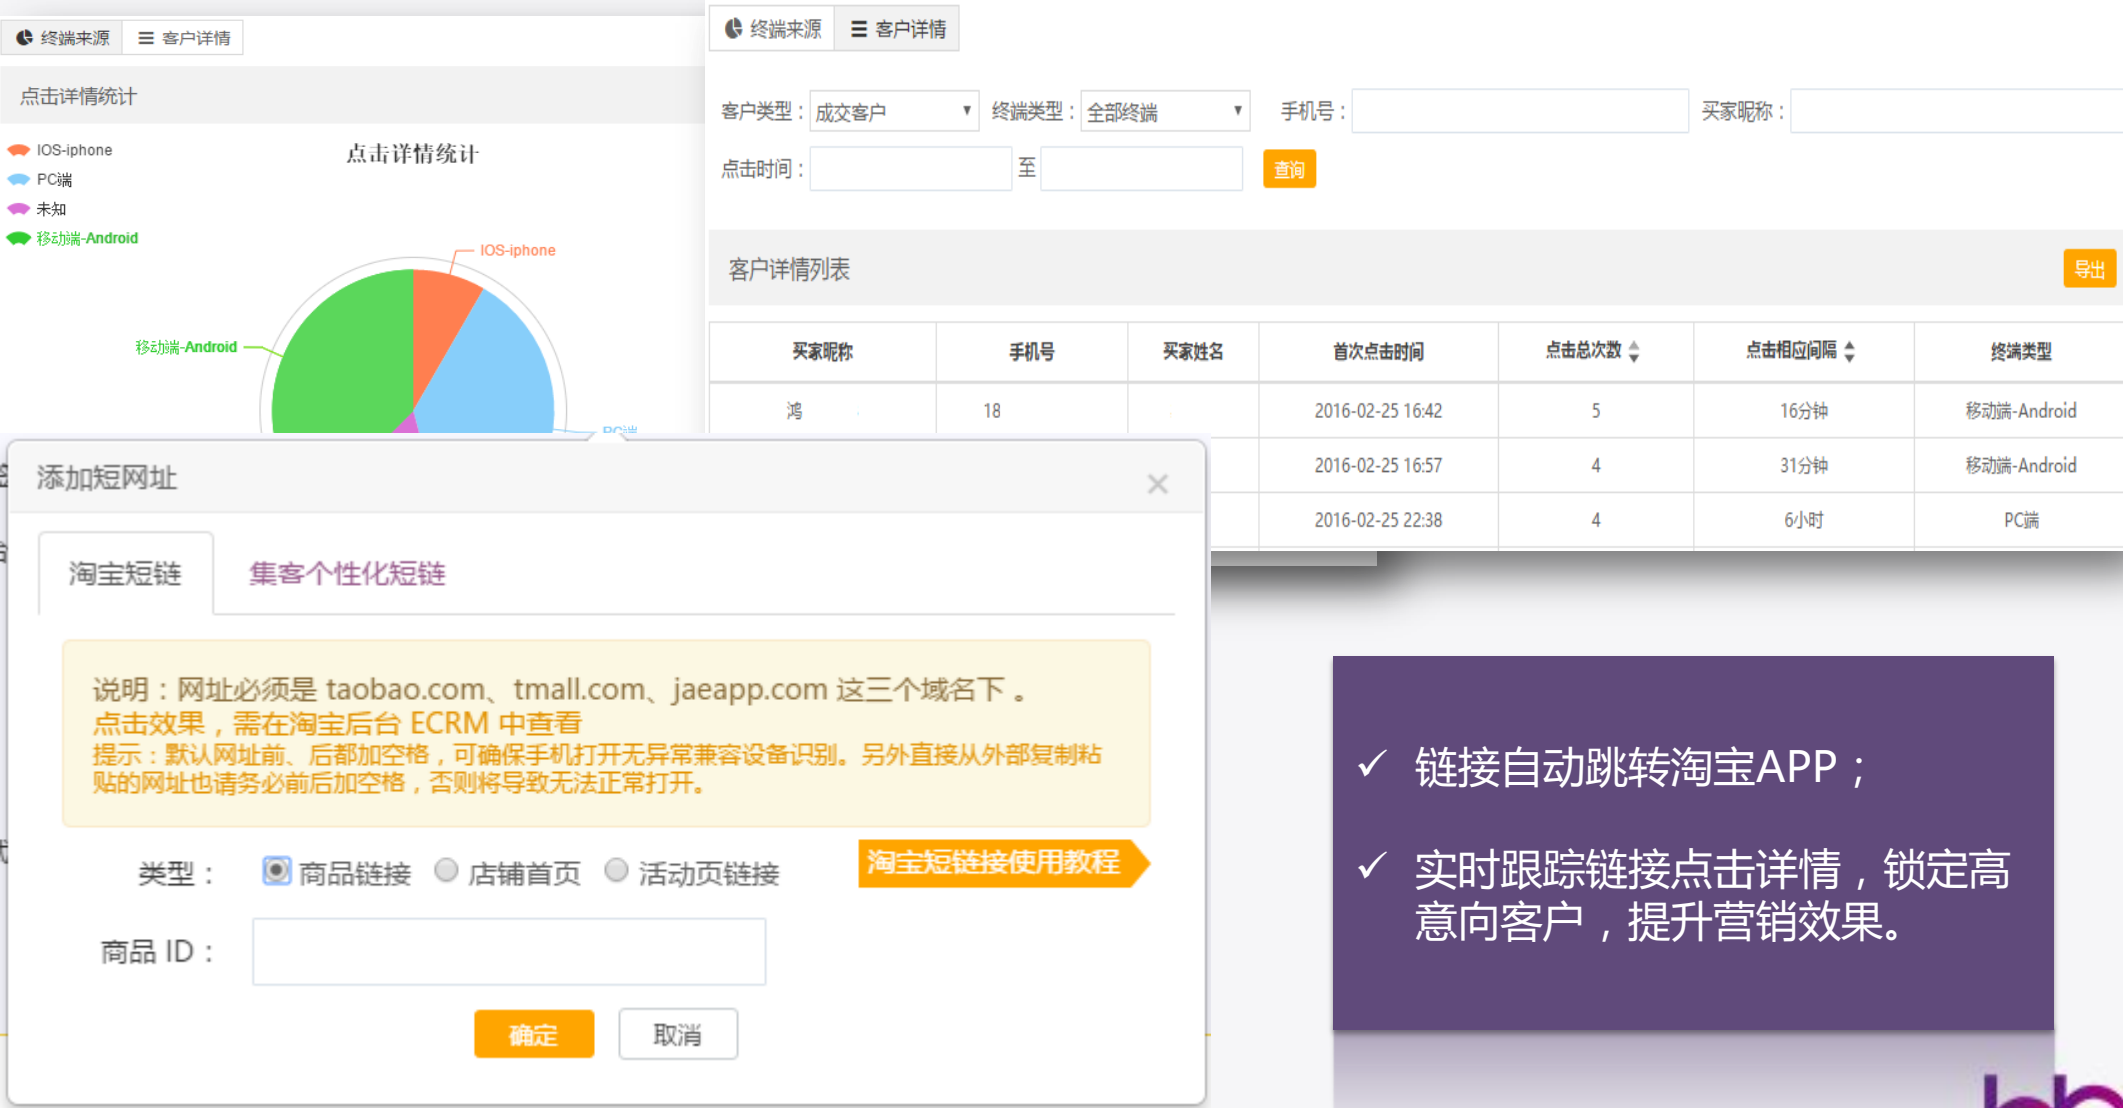 终端来源 客户详情
点击详情统计
点击详情统计
IOS-iphone
PC端
未知
移动端-Android
IOS-iphone
移动端-Android
PC端
终端来源 客户详情
客户类型： 成交客户 终端类型： 全部终端 手机号： 买家昵称：
点击时间： 至 查询
客户详情列表 导出
买家昵称 手机号 买家姓名 首次点击时间 点击总次数 点击相应间隔 终端类型
鸿 18 2016-02-25 16:42 5 16分钟 移动端-Android
2016-02-25 16:57 4 31分钟 移动端-Android
2016-02-25 22:38 4 6小时 PC端
添加短网址 ×
淘宝短链 集客个性化短链
说明：网址必须是 taobao.com、tmall.com、jaeapp.com 这三个域名下 。
点击效果，需在淘宝后台 ECRM 中查看
提示：默认网址前、后都加空格，可确保手机打开无异常兼容设备识别。另外直接从外部复制粘
贴的网址也请务必前后加空格，否则将导致无法正常打开。
类型： 商品链接 店铺首页 活动页链接 淘宝短链接使用教程
商品 ID：
确定 取消
✓ 链接自动跳转淘宝APP；
✓ 实时跟踪链接点击详情，锁定高
意向客户，提升营销效果。